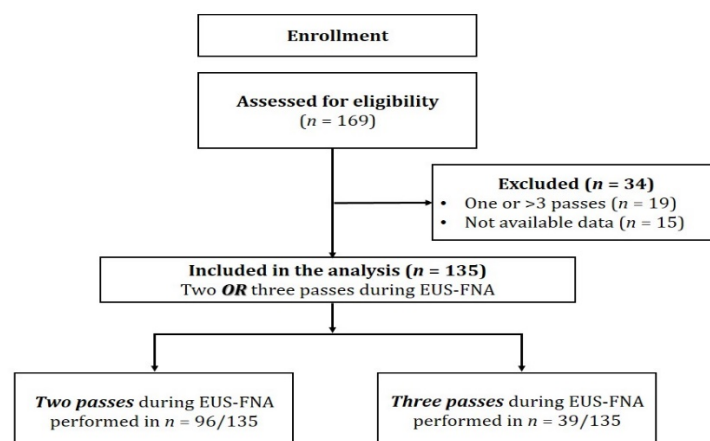 Enrollment
Assessed for eligibility
(n = 169)
Excluded (n = 34)
• One or >3 passes (n = 19)
• Not available data (n = 15)
Included in the analysis (n = 135)
Two OR three passes during EUS-FNA
Two passes during EUS-FNA
performed in n = 96/135
Three passes during EUS-FNA
performed in n = 39/135